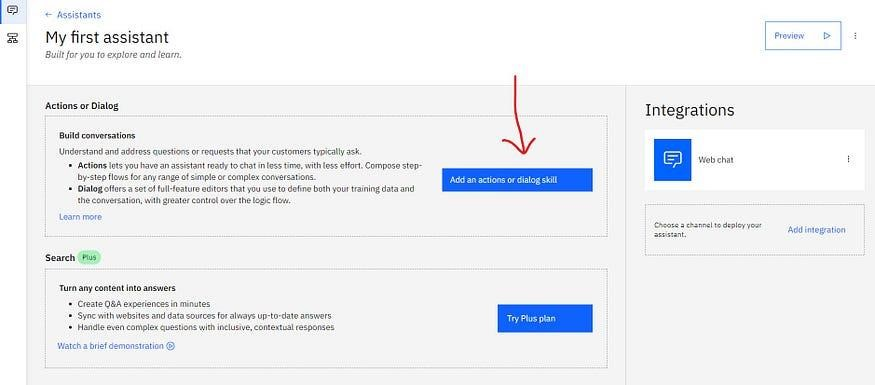 ← Assistants
My first assistant
Built for you to explore and learn.
Preview
Actions or Dialog
Build conversations
Understand and address questions or requests that your customers typically ask.
• Actions lets you have an assistant ready to chat in less time, with less effort. Compose step-
by-step flows for any range of simple or complex conversations.
• Dialog offers a set of full-feature editors that you use to define both your training data and
the conversation, with greater control over the logic flow.
Learn more
Add an actions or dialog skill
Search Plus
Turn any content into answers
• Create Q&A experiences in minutes
• Sync with websites and data sources for always up-to-date answers
• Handle even complex questions with inclusive, contextual responses
Watch a brief demonstration
Try Plus plan
Integrations
Web chat
Choose a channel to deploy your
assistant.
Add integration